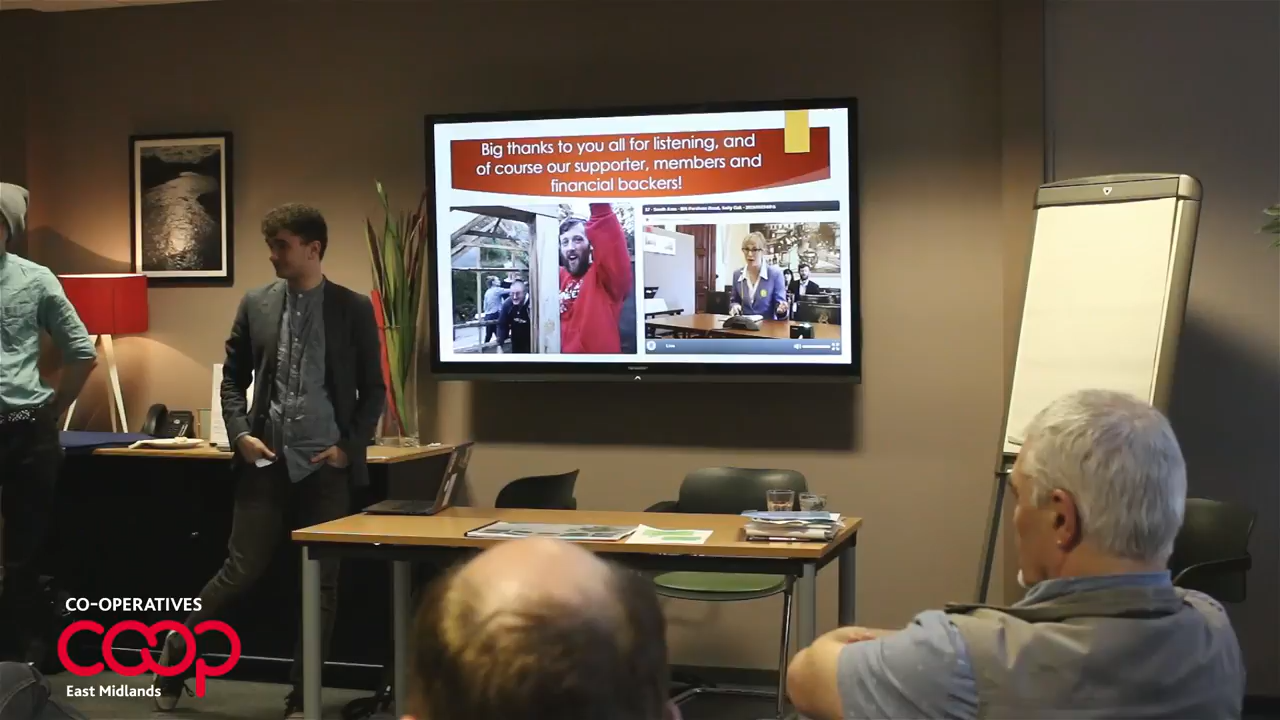 Big thanks to you all for listening, and
of course our supporter, members and
financial backers!
Live
CO-OPERATIVES
coop
East Midlands